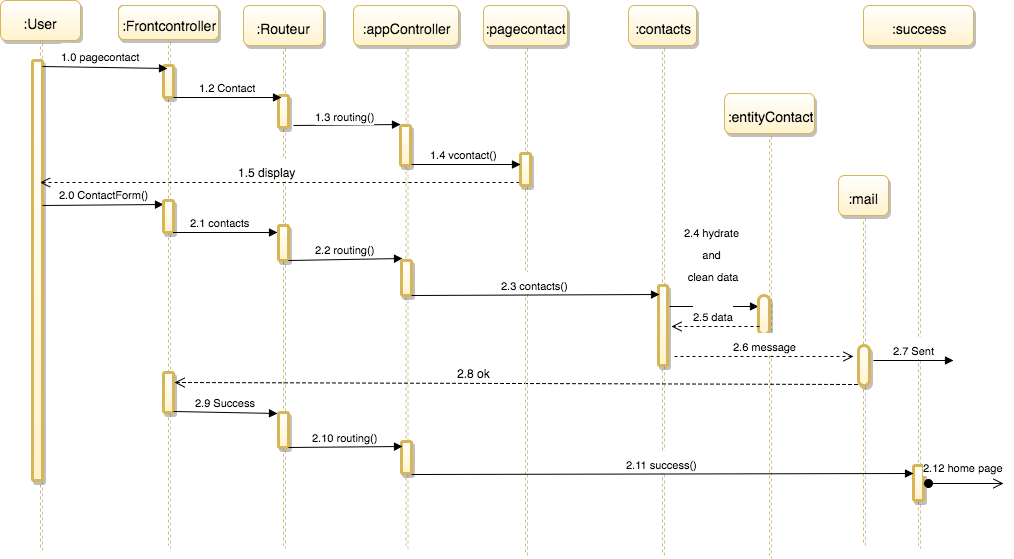 :User
:Frontcontroller
:Routeur
:appController
:pagecontact
:contacts
:success
:entityContact
:mail
1.0 pagecontact
1.2 Contact
1.3 routing()
1.4 vcontact()
1.5 display
2.0 ContactForm()
2.1 contacts
2.2 routing()
2.3 contacts()
2.4 hydrate
and
clean data
2.5 data
2.6 message
2.7 Sent
2.8 ok
2.9 Success
2.10 routing()
2.11 success()
2.12 home page